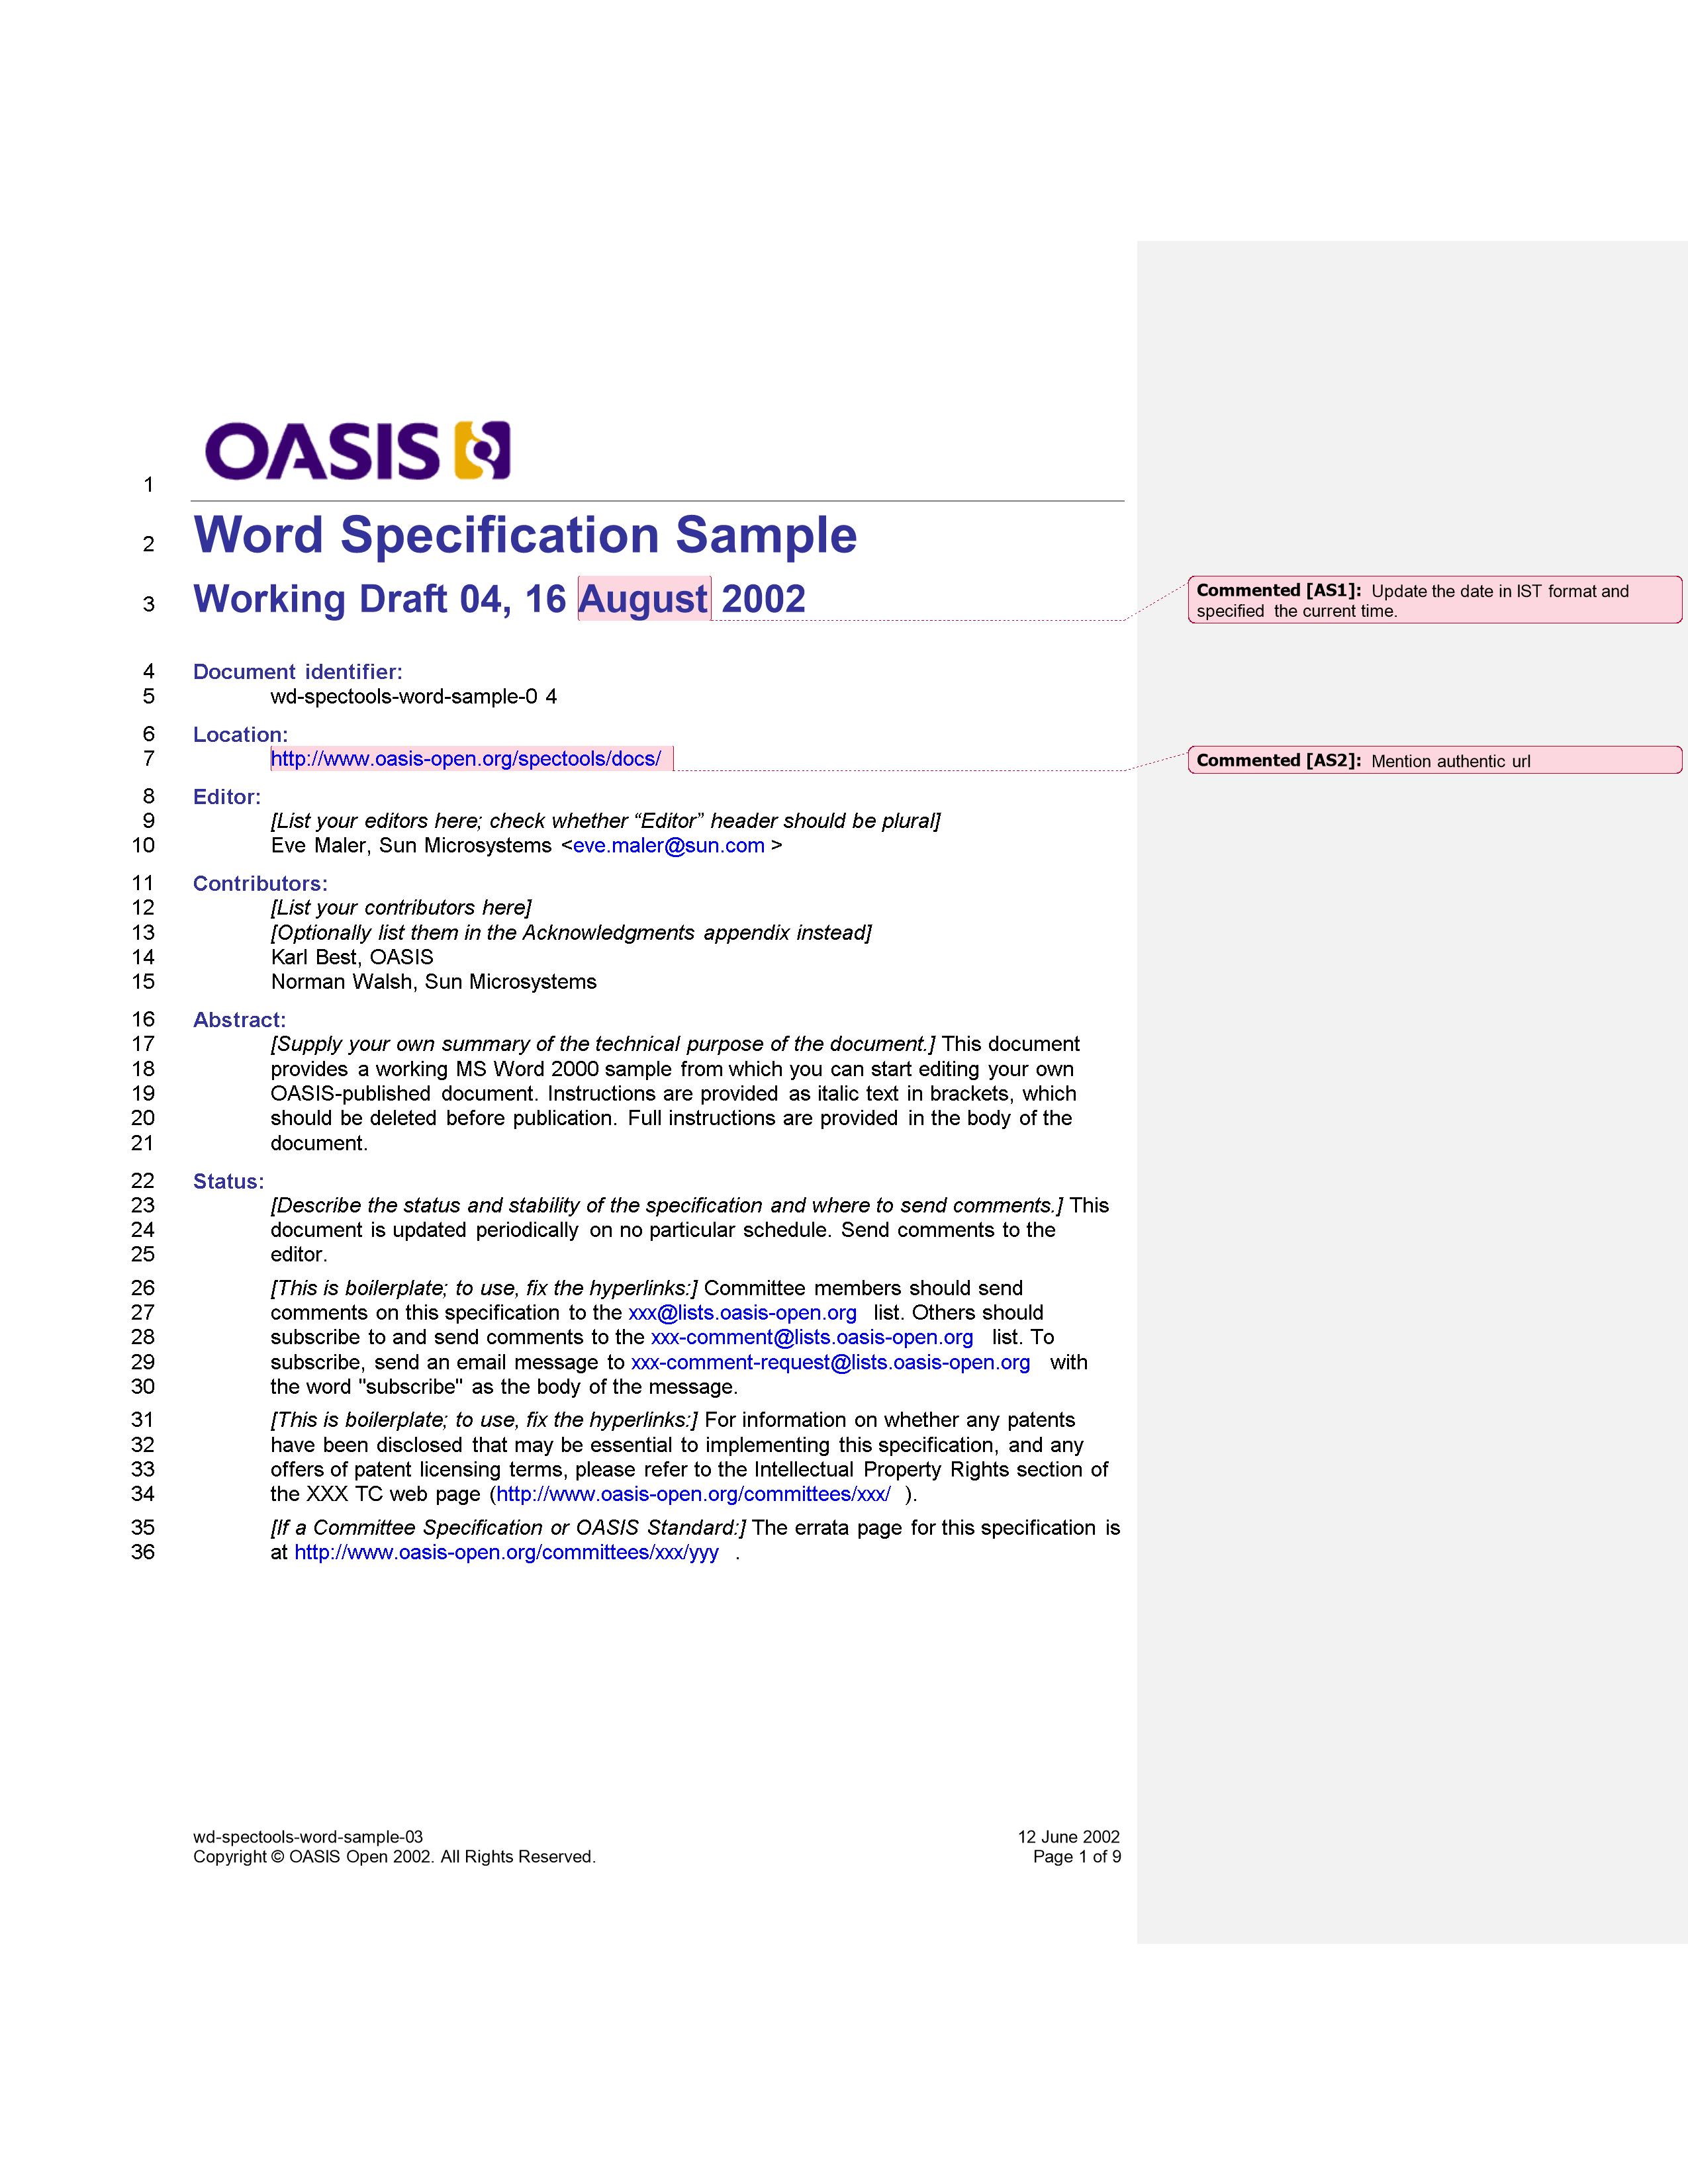 OASIS
1
2 Word Specification Sample
3 Working Draft 04, 16 August 2002
Commented [AS1]: Update the date in IST format and
specified the current time.
4 Document identifier:
5 wd-spectools-word-sample-0 4
6 Location:
7 http://www.oasis-open.org/spectools/docs/
Commented [AS2]: Mention authentic url
8 Editor:
9 [List your editors here; check whether “Editor” header should be plural]
10 Eve Maler, Sun Microsystems <eve.maler@sun.com >
11 Contributors:
12 [List your contributors here]
13 [Optionally list them in the Acknowledgments appendix instead]
14 Karl Best, OASIS
15 Norman Walsh, Sun Microsystems
16 Abstract:
17 [Supply your own summary of the technical purpose of the document.] This document
18 provides a working MS Word 2000 sample from which you can start editing your own
19 OASIS-published document. Instructions are provided as italic text in brackets, which
20 should be deleted before publication. Full instructions are provided in the body of the
21 document.
22 Status:
23 [Describe the status and stability of the specification and where to send comments.] This
24 document is updated periodically on no particular schedule. Send comments to the
25 editor.
26 [This is boilerplate; to use, fix the hyperlinks:] Committee members should send
27 comments on this specification to the xxx@lists.oasis-open.org list. Others should
28 subscribe to and send comments to the xxx-comment@lists.oasis-open.org list. To
29 subscribe, send an email message to xxx-comment-request@lists.oasis-open.org with
30 the word "subscribe" as the body of the message.
31 [This is boilerplate; to use, fix the hyperlinks:] For information on whether any patents
32 have been disclosed that may be essential to implementing this specification, and any
33 offers of patent licensing terms, please refer to the Intellectual Property Rights section of
34 the XXX TC web page (http://www.oasis-open.org/committees/xxx/ ).
35 [If a Committee Specification or OASIS Standard:] The errata page for this specification is
36 at http://www.oasis-open.org/committees/xxx/yyy .
wd-spectools-word-sample-03 12 June 2002
Copyright © OASIS Open 2002. All Rights Reserved. Page 1 of 9